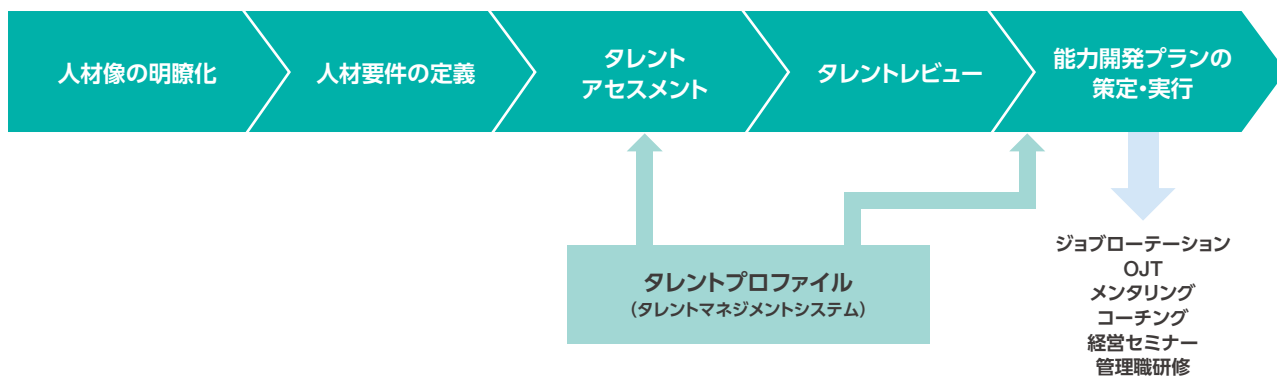 人材像の明瞭化
人材要件の定義
タレント
アセスメント
タレントレビュー
能力開発プランの
策定・実行
タレントプロファイル
（タレントマネジメントシステム）
ジョブローテーション
OJT
メンタリング
コーチング
経営セミナー
管理職研修